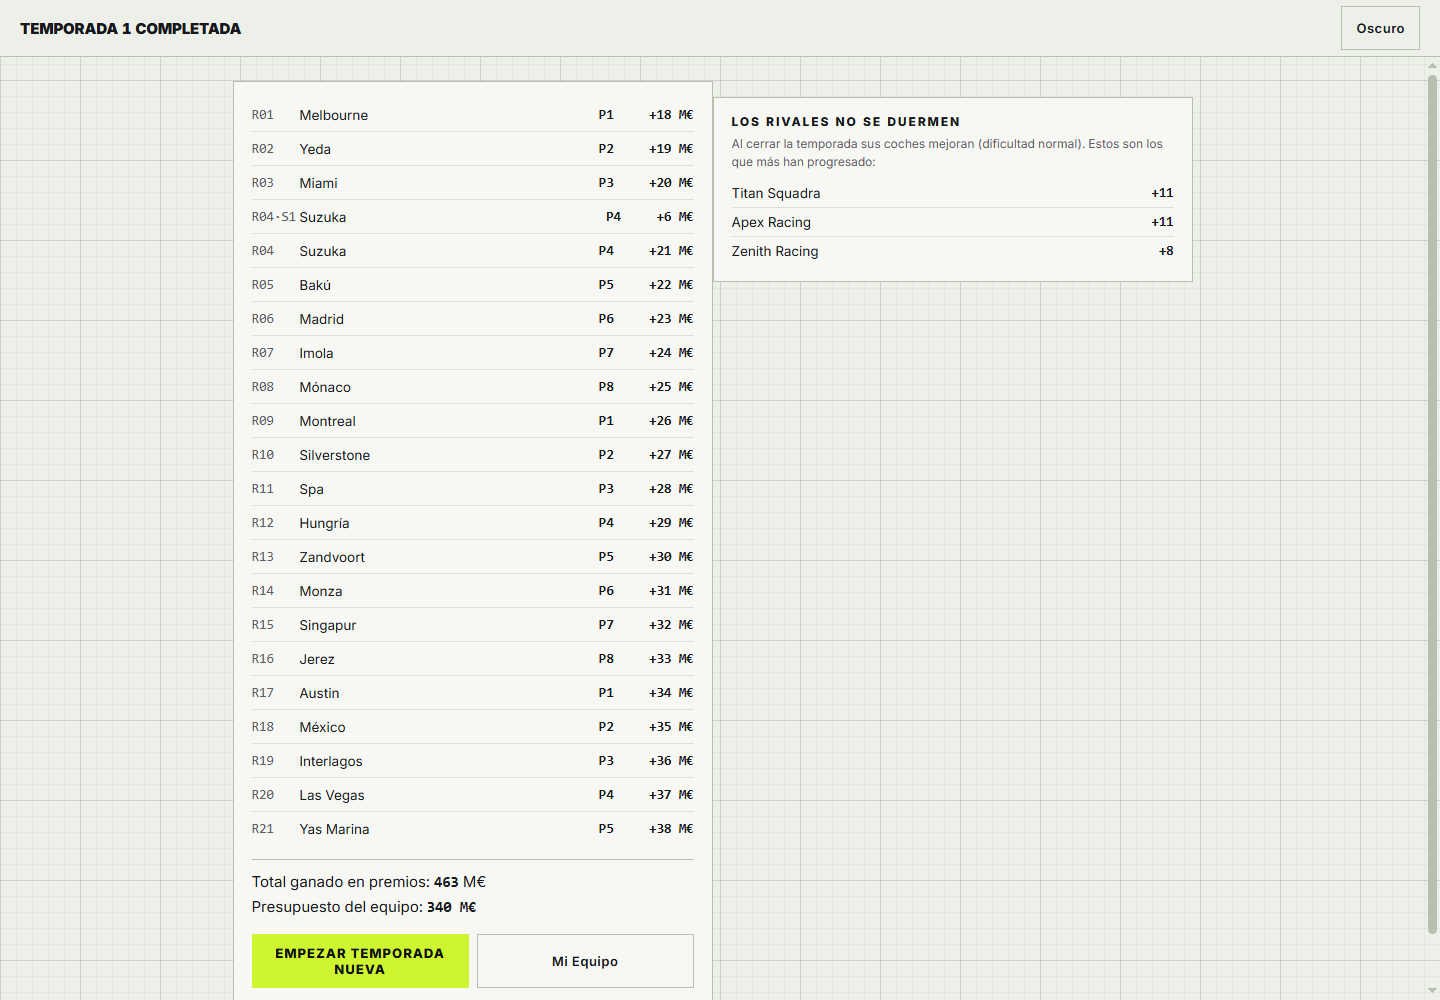 TEMPORADA 1 COMPLETADA
Oscuro
R01 Melbourne P1 +18 M€
R02 Yeda P2 +19 M€
R03 Miami P3 +20 M€
R04·S1 Suzuka P4 +6 M€
R04 Suzuka P4 +21 M€
R05 Bakú P5 +22 M€
R06 Madrid P6 +23 M€
R07 Imola P7 +24 M€
R08 Mónaco P8 +25 M€
R09 Montreal P1 +26 M€
R10 Silverstone P2 +27 M€
R11 Spa P3 +28 M€
R12 Hungría P4 +29 M€
R13 Zandvoort P5 +30 M€
R14 Monza P6 +31 M€
R15 Singapur P7 +32 M€
R16 Jerez P8 +33 M€
R17 Austin P1 +34 M€
R18 México P2 +35 M€
R19 Interlagos P3 +36 M€
R20 Las Vegas P4 +37 M€
R21 Yas Marina P5 +38 M€
Total ganado en premios: 463 M€
Presupuesto del equipo: 340 M€
EMPEZAR TEMPORADA
NUEVA
Mi Equipo
LOS RIVALES NO SE DUERMEN
Al cerrar la temporada sus coches mejoran (dificultad normal). Estos son los
que más han progresado:
Titan Squadra +11
Apex Racing +11
Zenith Racing +8